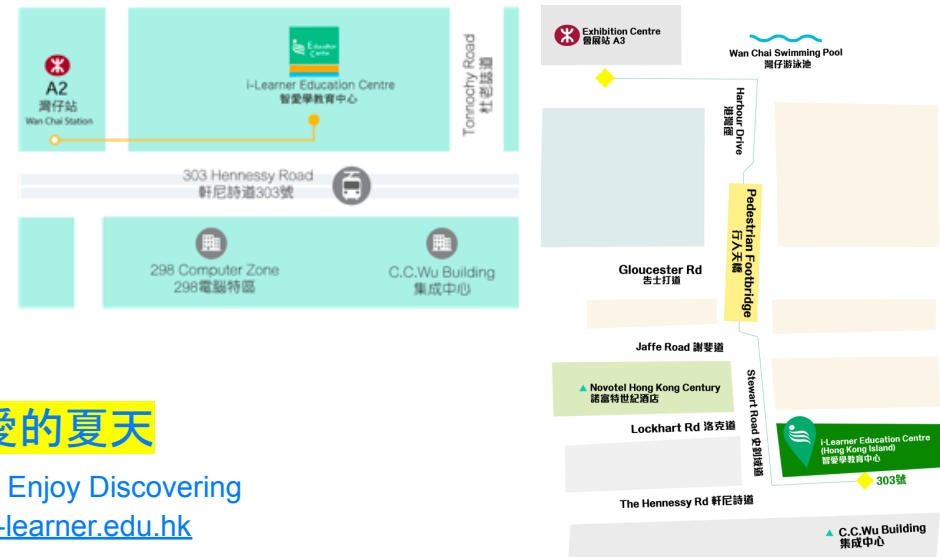 Education
Centre
A2
灣仔站
Wan Chai Station
i-Learner Education Centre
智愛學教育中心
Tonnochy Road
杜老誌道
303 Hennessy Road
軒尼詩道303號
298 Computer Zone
298電腦特區
C.C.Wu Building
集成中心
愛的夏天
Enjoy Discovering
-learner.edu.hk
Exhibition Centre
會展站 A3
Wan Chai Swimming Pool
灣仔游泳池
Harbour Drive
港灣徑
Pedestrian Footbridge
行人天橋
Gloucester Rd
告士打道
Jaffe Road 謝斐道
Novotel Hong Kong Century
諾富特世紀酒店
Stewart Road 史釗域道
Lockhart Rd 洛克道
i-Learner Education Centre
(Hong Kong Island)
智愛學教育中心
303號
The Hennessy Rd 軒尼詩道
C.C.Wu Building
集成中心